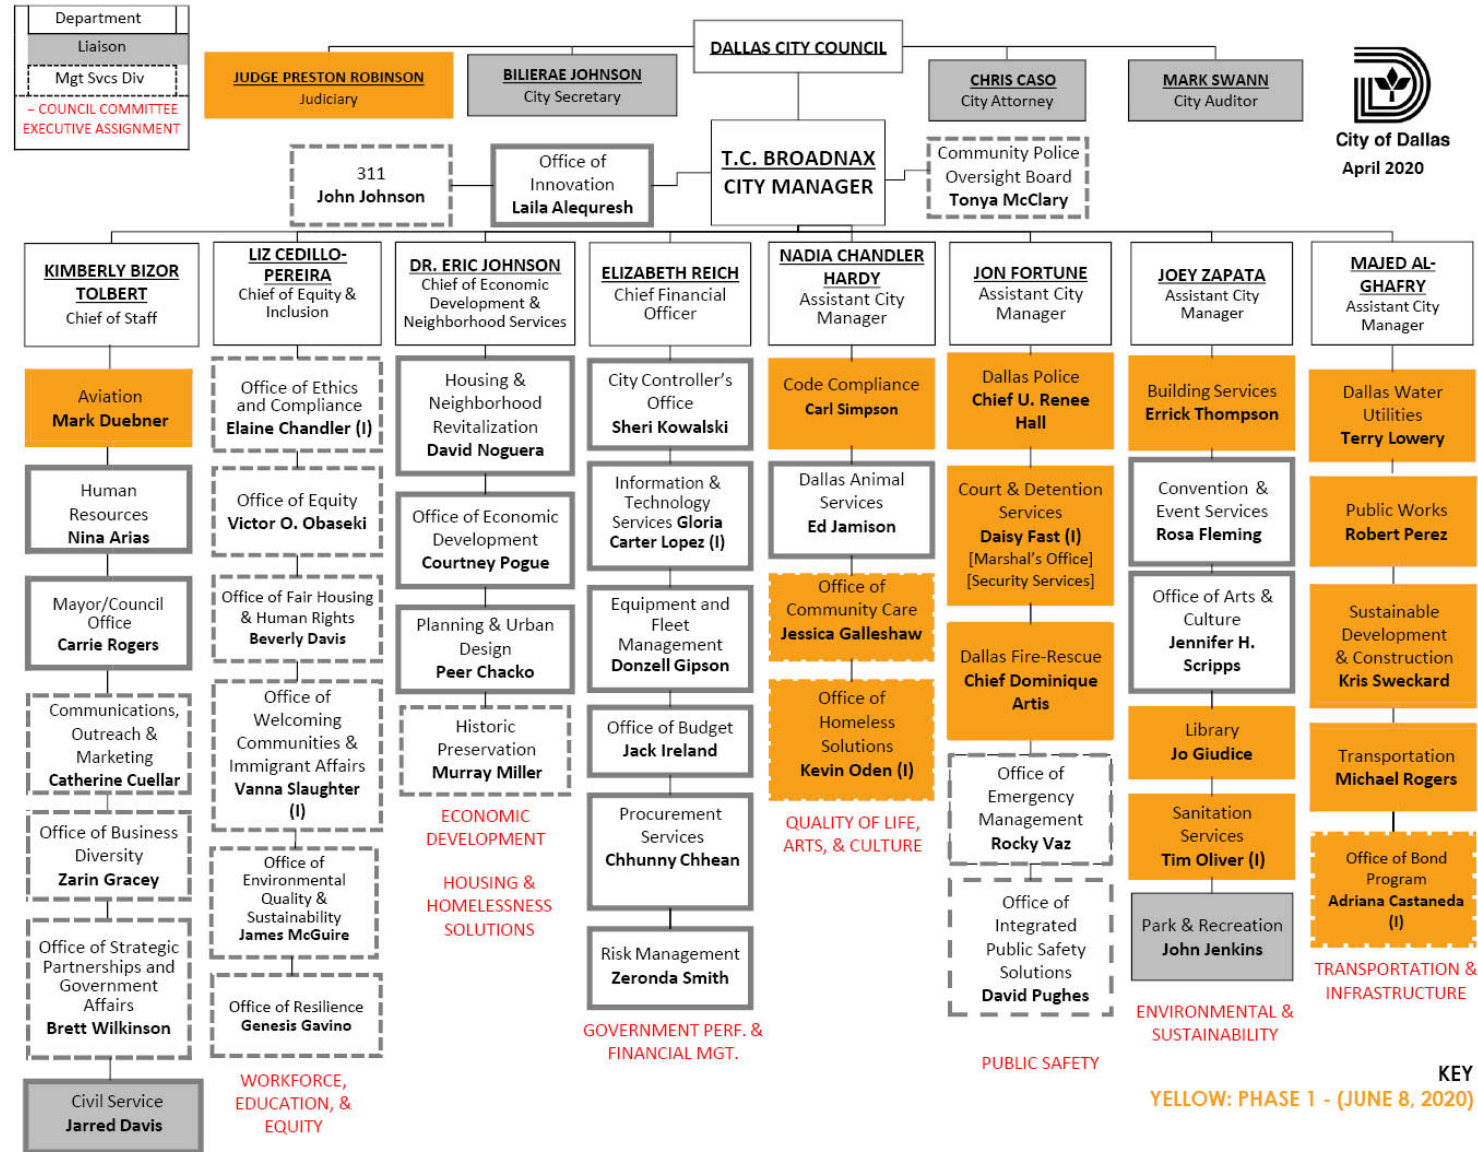 Department
Liaison
Mgt Svcs Div
– COUNCIL COMMITTEE
EXECUTIVE ASSIGNMENT
DALLAS CITY COUNCIL
JUDGE PRESTON ROBINSON
Judiciary
BILIERAE JOHNSON
City Secretary
CHRIS CASO
City Attorney
MARK SWANN
City Auditor
City of Dallas
April 2020
311
John Johnson
Office of
Innovation
Laila Alequresh
T.C. BROADNAX
CITY MANAGER
Community Police
Oversight Board
Tonya McClary
KIMBERLY BIZOR
TOLBERT
Chief of Staff
Aviation
Mark Duebner
Human
Resources
Nina Arias
Mayor/Council
Office
Carrie Rogers
Communications,
Outreach &
Marketing
Catherine Cuellar
Office of Business
Diversity
Zarin Gracey
Office of Strategic
Partnerships and
Government
Affairs
Brett Wilkinson
Civil Service
Jarred Davis
LIZ CEDILLO-
PEREIRA
Chief of Equity &
Inclusion
Office of Ethics
and Compliance
Elaine Chandler (I)
Office of Equity
Victor O. Obaseki
Office of Fair Housing
& Human Rights
Beverly Davis
Office of
Welcoming
Communities &
Immigrant Affairs
Vanna Slaughter
(I)
Office of
Environmental
Quality &
Sustainability
James McGuire
Office of Resilience
Genesis Gavino
WORKFORCE,
EDUCATION, &
EQUITY
DR. ERIC JOHNSON
Chief of Economic
Development &
Neighborhood Services
Housing &
Neighborhood
Revitalization
David Noguera
Office of Economic
Development
Courtney Pogue
Planning & Urban
Design
Peer Chacko
Historic
Preservation
Murray Miller
ECONOMIC
DEVELOPMENT
HOUSING &
HOMELESSNESS
SOLUTIONS
ELIZABETH REICH
Chief Financial
Officer
City Controller's
Office
Sheri Kowalski
Information &
Technology
Services Gloria
Carter Lopez (I)
Equipment and
Fleet
Management
Donzell Gipson
Office of Budget
Jack Ireland
Procurement
Services
Chhunny Chhean
Risk Management
Zeronda Smith
GOVERNMENT PERF. &
FINANCIAL MGT.
NADIA CHANDLER
HARDY
Assistant City
Manager
Code Compliance
Carl Simpson
Dallas Animal
Services
Ed Jamison
Office of
Community Care
Jessica Galleshaw
Office of
Homeless
Solutions
Kevin Oden (I)
QUALITY OF LIFE,
ARTS, & CULTURE
JON FORTUNE
Assistant City
Manager
Dallas Police
Chief U. Renee
Hall
Court & Detention
Services
Daisy Fast (I)
[Marshal's Office]
[Security Services]
Dallas Fire-Rescue
Chief Dominique
Artis
Office of
Emergency
Management
Rocky Vaz
Office of
Integrated
Public Safety
Solutions
David Pughes
PUBLIC SAFETY
JOEY ZAPATA
Assistant City
Manager
Building Services
Errick Thompson
Convention &
Event Services
Rosa Fleming
Office of Arts &
Culture
Jennifer H.
Scripps
Library
Jo Giudice
Sanitation
Services
Tim Oliver (I)
Park & Recreation
John Jenkins
ENVIRONMENTAL &
SUSTAINABILITY
MAJED AL-
GHAFRY
Assistant City
Manager
Dallas Water
Utilities
Terry Lowery
Public Works
Robert Perez
Sustainable
Development
& Construction
Kris Sweckard
Transportation
Michael Rogers
Office of Bond
Program
Adriana Castaneda
(I)
TRANSPORTATION &
INFRASTRUCTURE
KEY
YELLOW: PHASE 1 - (JUNE 8, 2020)